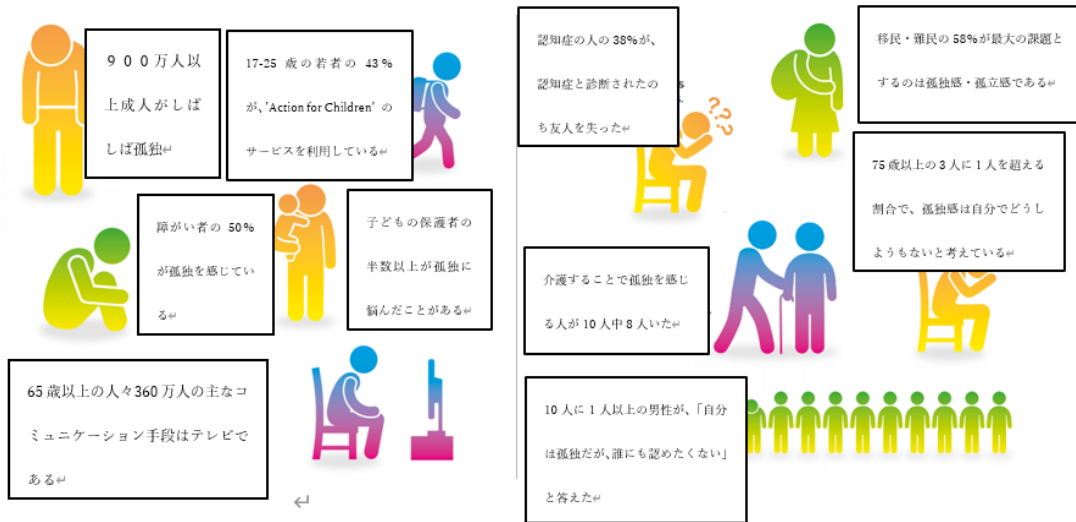 ９００万人以
上成人がしば
しば孤独↵
17-25 歳の若者の 43%
が、'Action for Children' の
サービスを利用している↵
障がい者の 50%
が孤独を感じてい
る↵
子どもの保護者の
半数以上が孤独に
悩んだことがある↵
65 歳以上の人々360 万人の主なコ
ミュニケーション手段はテレビで
ある↵
↵
認知症の人の 38%が、
認知症と診断されたの
ち友人を失った↵
s
???
移民・難民の 58%が最大の課題と
するのは孤独感・孤立感である↵
75 歳以上の 3 人に 1 人を超える
割合で、孤独感は自分でどうし
ようもないと考えている↵
介護することで孤独を感じ
る人が 10 人中 8 人いた↵
10 人に 1 人以上の男性が、「自分
は孤独だが、誰にも認めたくない」
と答えた↵